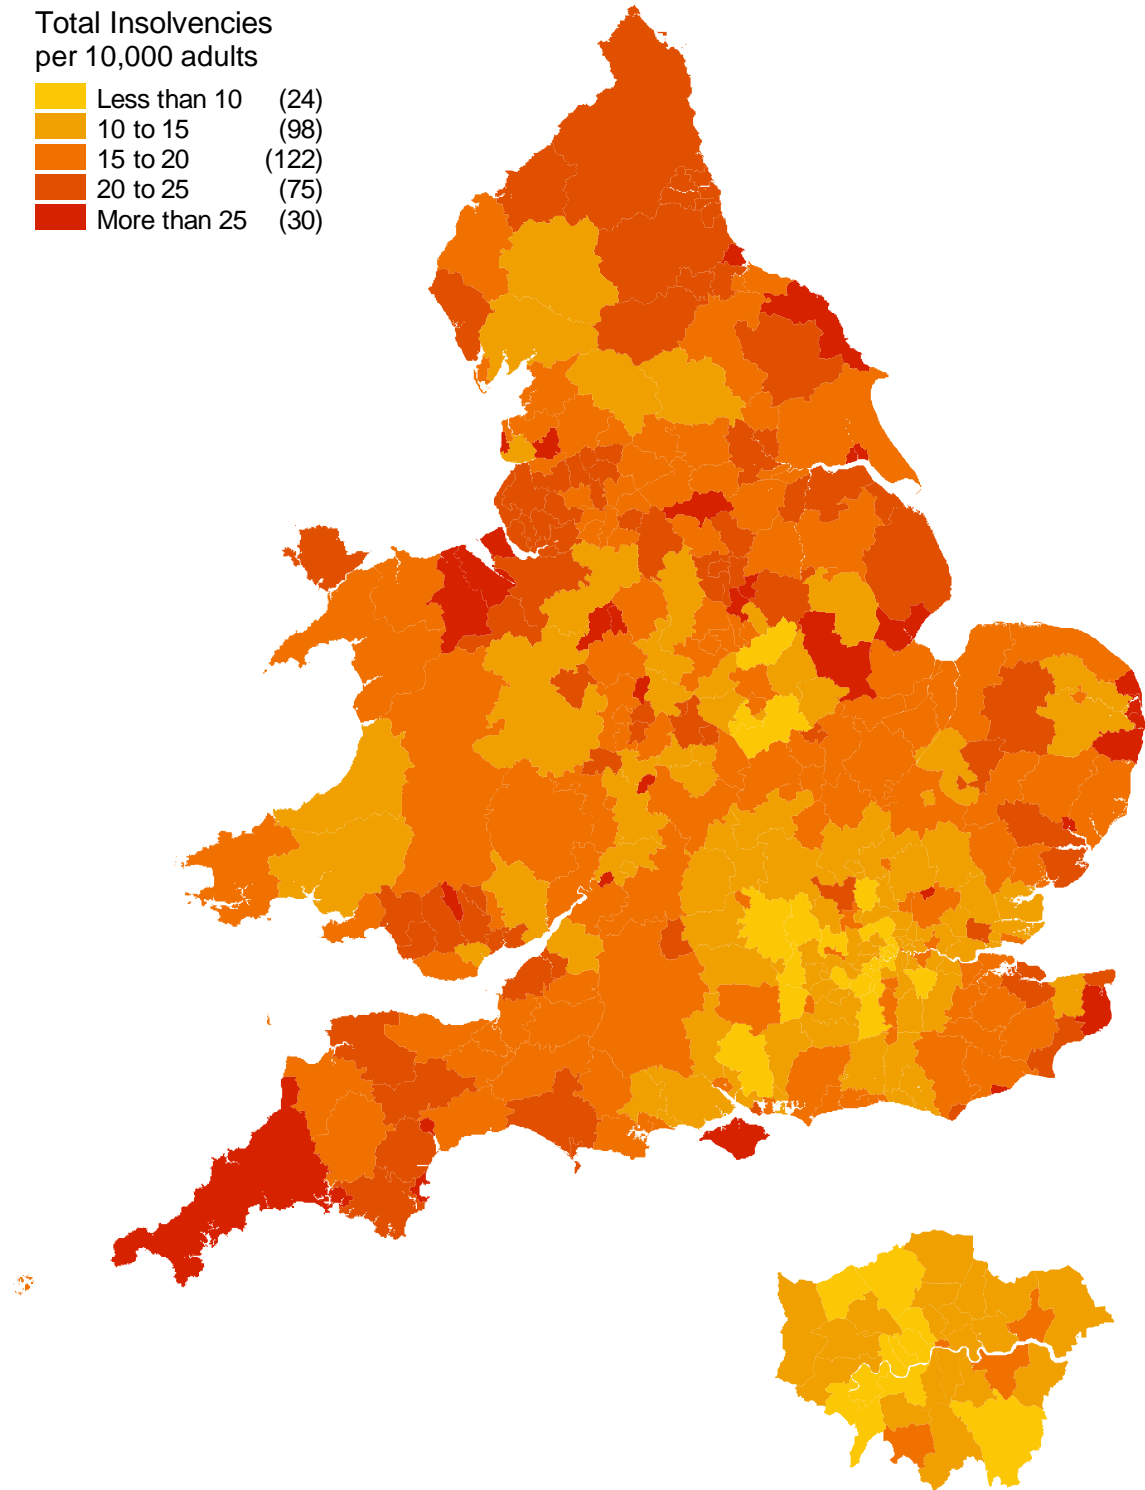 Total Insolvencies
per 10,000 adults
Less than 10 (24)
10 to 15 (98)
15 to 20 (122)
20 to 25 (75)
More than 25 (30)